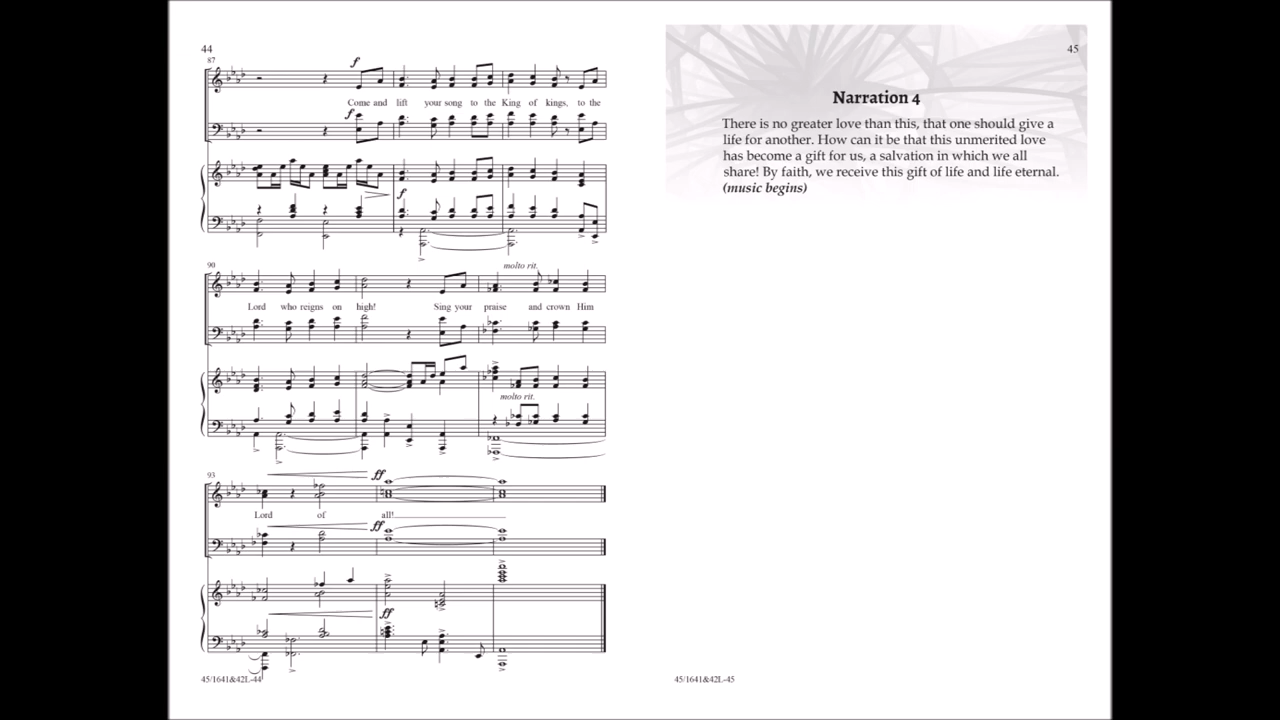 44
87
f
Come and lift your song to the King of kings, to the
f
f
90
molto rit.
Lord who reigns on high! Sing your praise and crown Him
molto rit.
93
ff
Lord of all!
ff
ff
45/1641&42L-44
45
Narration 4
There is no greater love than this, that one should give a
life for another. How can it be that this unmerited love
has become a gift for us, a salvation in which we all
share! By faith, we receive this gift of life and life eternal.
(music begins)
45/1641&42L-45